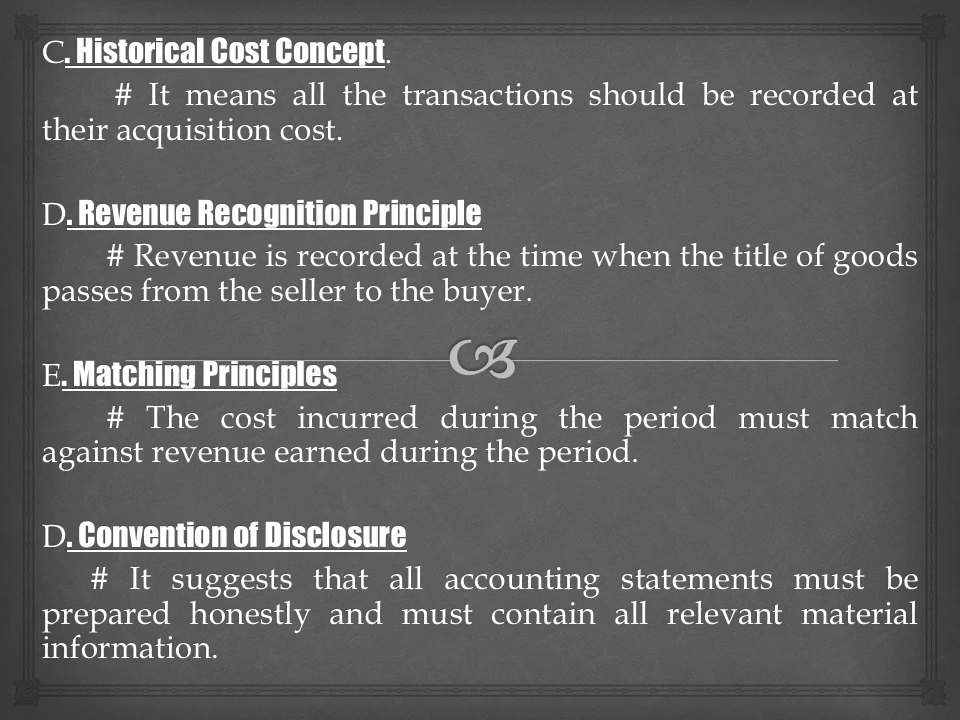 C. Historical Cost Concept.
# It means all the transactions should be recorded at
their acquisition cost.
D. Revenue Recognition Principle
# Revenue is recorded at the time when the title of goods
passes from the seller to the buyer.
E. Matching Principles
# The cost incurred during the period must match
against revenue earned during the period.
D. Convention of Disclosure
# It suggests that all accounting statements must be
prepared honestly and must contain all relevant material
information.